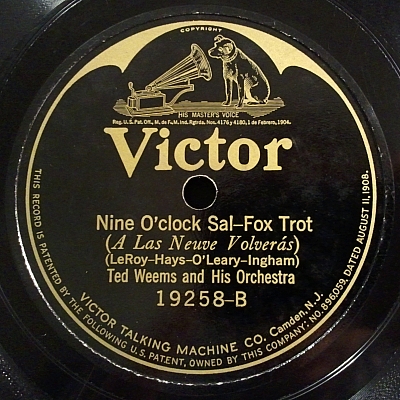 COPYRIGHT
HIS MASTER'S VOICE
Reg. U.S. Pat. Off., M. de F., M. Ind. Rgtrda. Nos. 4176 y 4180, 1 de Febrero, 1904.
Victor
Nine O'clock Sal–Fox Trot
(A Las Neuve Volverás)
(LeRoy–Hays–O'Leary–Ingham)
Ted Weems and His Orchestra
19258-B
VICTOR TALKING MACHINE CO. Camden, N. J.
THIS RECORD IS PATENTED BY THE FOLLOWING U.S. PATENT, OWNED BY THIS COMPANY: NO 896059, DATED AUGUST 11, 1908.